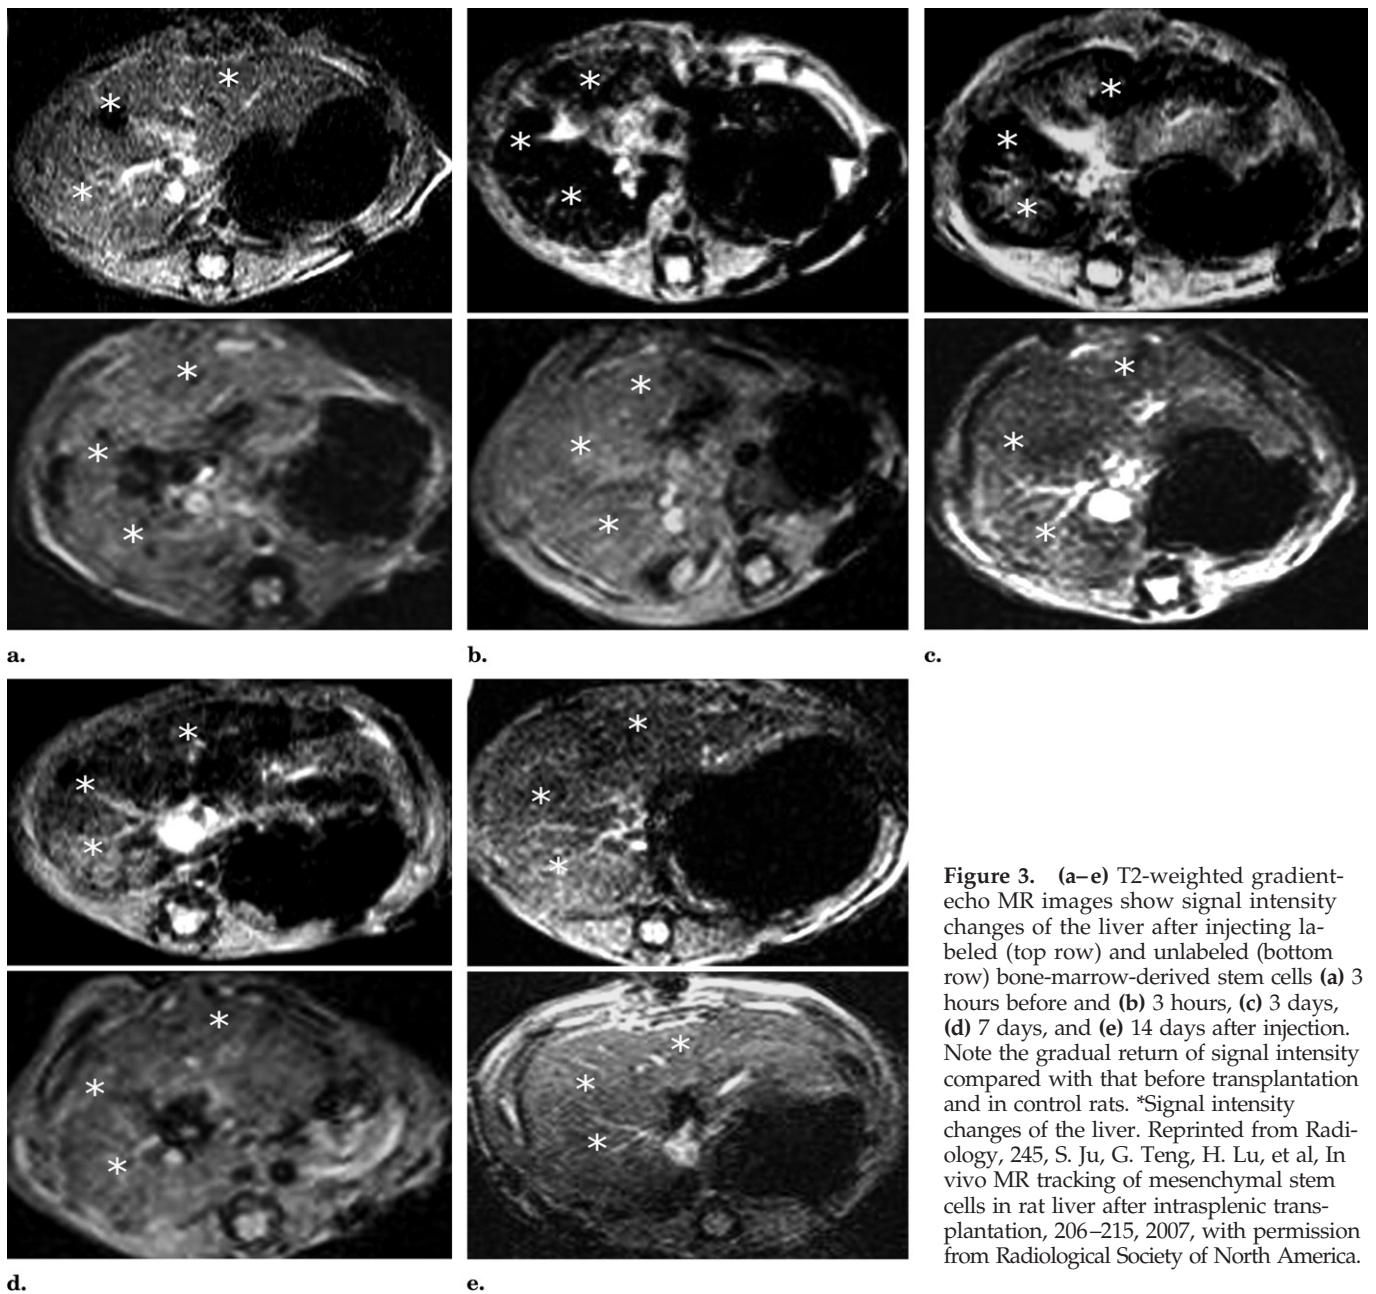 a.
b.
c.
d.
e.
Figure 3. (a–e) T2-weighted gradient-
echo MR images show signal intensity
changes of the liver after injecting la-
beled (top row) and unlabeled (bottom
row) bone-marrow-derived stem cells (a) 3
hours before and (b) 3 hours, (c) 3 days,
(d) 7 days, and (e) 14 days after injection.
Note the gradual return of signal intensity
compared with that before transplantation
and in control rats. *Signal intensity
changes of the liver. Reprinted from Radi-
ology, 245, S. Ju, G. Teng, H. Lu, et al, In
vivo MR tracking of mesenchymal stem
cells in rat liver after intrasplenic trans-
plantation, 206–215, 2007, with permission
from Radiological Society of North America.